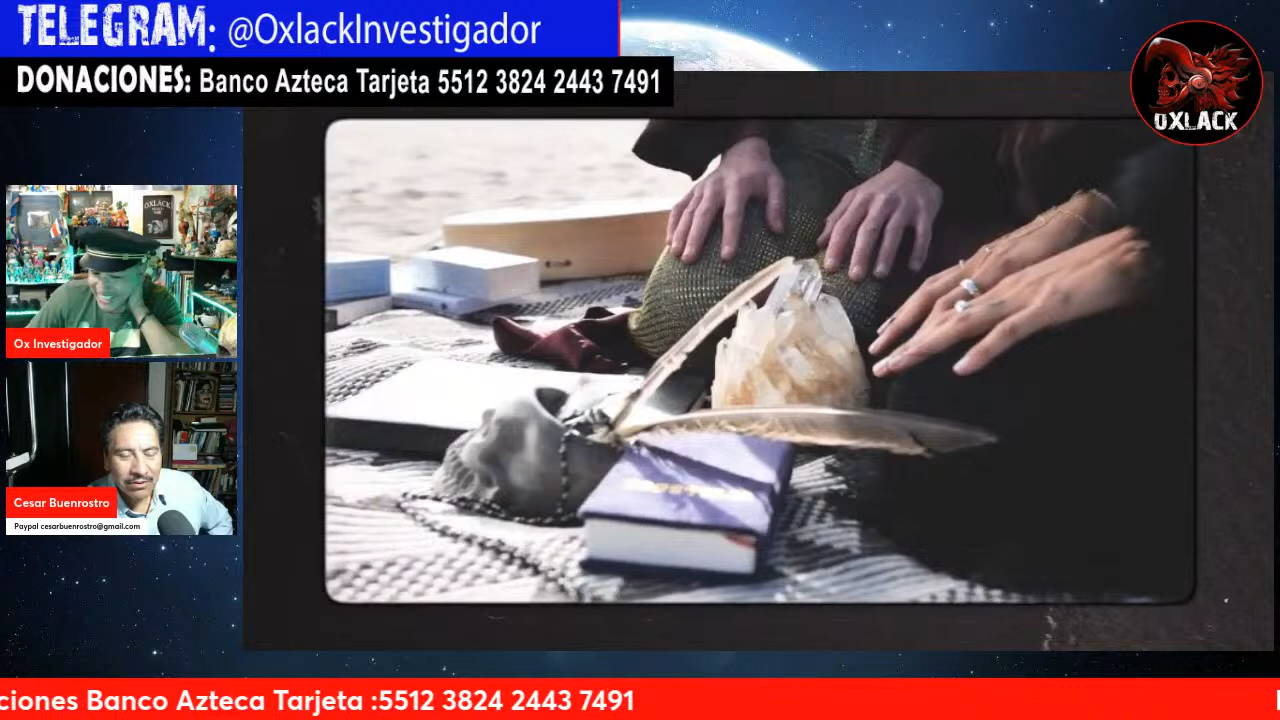 TELEGRAM: @OxlackInvestigador
DONACIONES: Banco Azteca Tarjeta 5512 3824 2443 7491
OXLACK
OXLACK
Ox Investigador
Cesar Buenrostro
Paypal cesarbuenrostro@gmail.com
ciones Banco Azteca Tarjeta :5512 3824 2443 7491